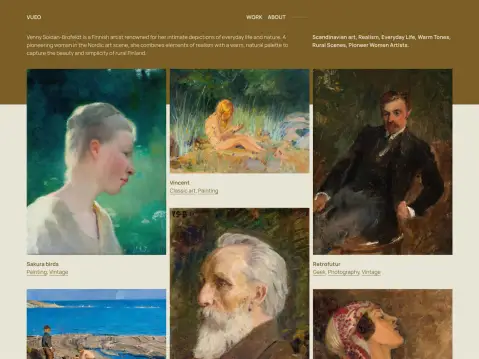 VUEO
WORK ABOUT
Venny Soldan-Brofeldt is a Finnish artist renowned for her intimate depictions of everyday life and nature. A
pioneering women in the Nordic art scene, she combines elements of realism with a warm, natural palette to
capture the beauty and simplicity of rural Finland.
Scandinavian art, Realism, Everyday Life, Warm Tones,
Rural Scenes, Pioneer Women Artists.
Vincent
Classic art, Painting
Sakura birds
Painting, Vintage
Retrofutur
Geek, Photography, Vintage